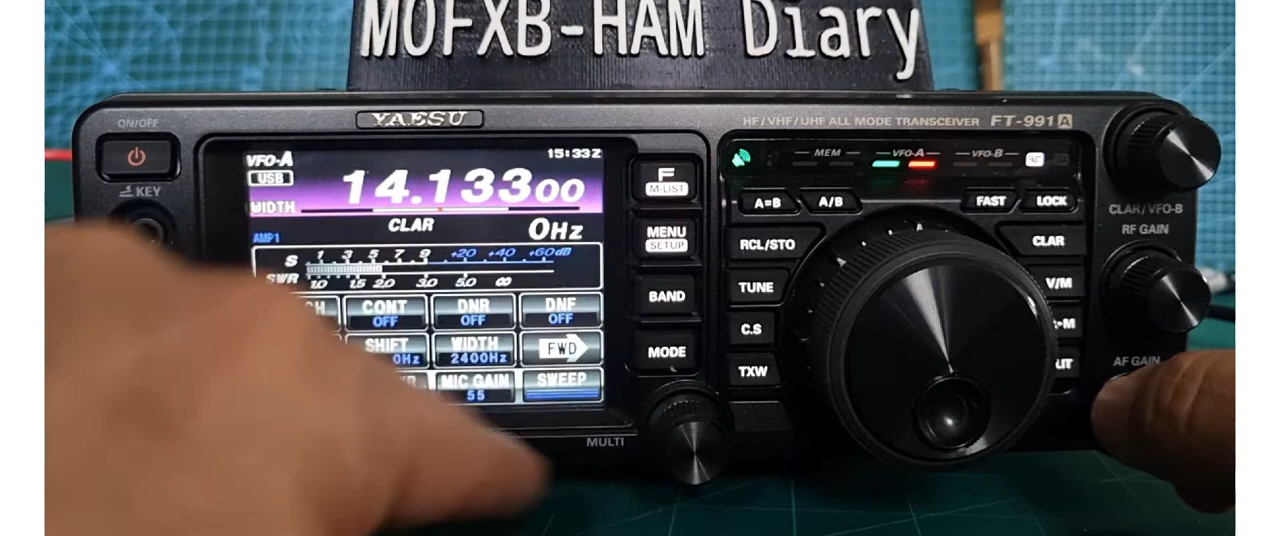 M0FXB-HAM Diary
ON/OFF
YAESU
HF/VHF/UHF ALL MODE TRANSCEIVER FT-991A
KEY
VFO-A
15:33Z
USB
14.133.00
WIDTH
CLAR
0Hz
AMP1
S 1 3 5 7 9 +20 +40 +60dB
SWR 1.0 1.5 2.0 3.0 5.0 ∞
CONT
OFF
DNR
OFF
DNF
OFF
SHIFT
0Hz
WIDTH
2400Hz
FWD
MIC GAIN
55
SWEEP
F
M-LIST
MENU
SETUP
BAND
MODE
MULTI
MEM
VFO-A
VFO-B
A=B
A/B
FAST
LOCK
RCL/STO
CLAR
TUNE
V/M
C.S
TXW
CLAR/VFO-B
RF GAIN
AF GAIN